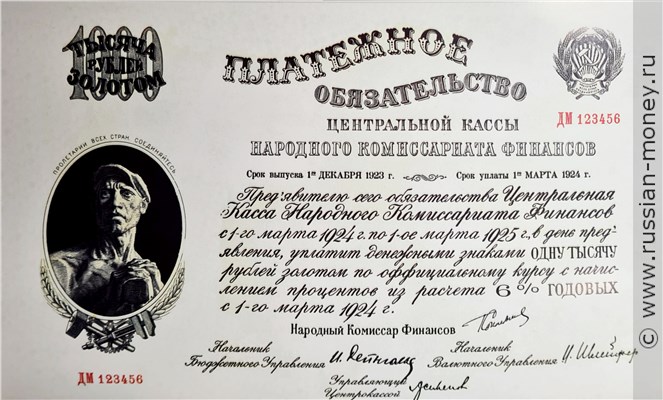 1000
ТЫСЯЧА
РУБЛЕЙ
ЗОЛОТОМ
ПЛАТЕЖНОЕ
ОБЯЗАТЕЛЬСТВО
ЦЕНТРАЛЬНОЙ КАССЫ
НАРОДНОГО КОМИССАРИАТА ФИНАНСОВ
ДМ 123456
ПРОЛЕТАРИИ ВСЕХ СТРАН СОЕДИНЯЙТЕСЬ
Срок выпуска 1го ДЕКАБРЯ 1923 г. Срок уплаты 1го МАРТА 1924 г.
Пред'явителю сего обязательства Центральная
Касса Народного Комиссариата Финансов
с 1-го марта 1924 г. по 1-ое марта 1925 г., в день пред'-
явления, уплатит денежными знаками ОДНУ ТЫСЯЧУ
рублей золотом по оффициальному курсу с начис-
лением процентов из расчета 6% ГОДОВЫХ
с 1-го марта 1924 г.
Народный Комиссар Финансов
Начальник
Бюджетного Управления
Начальник
Валютного Управления
Управляющий
Центрокассой
ДМ 123456
© www.russian-money.ru